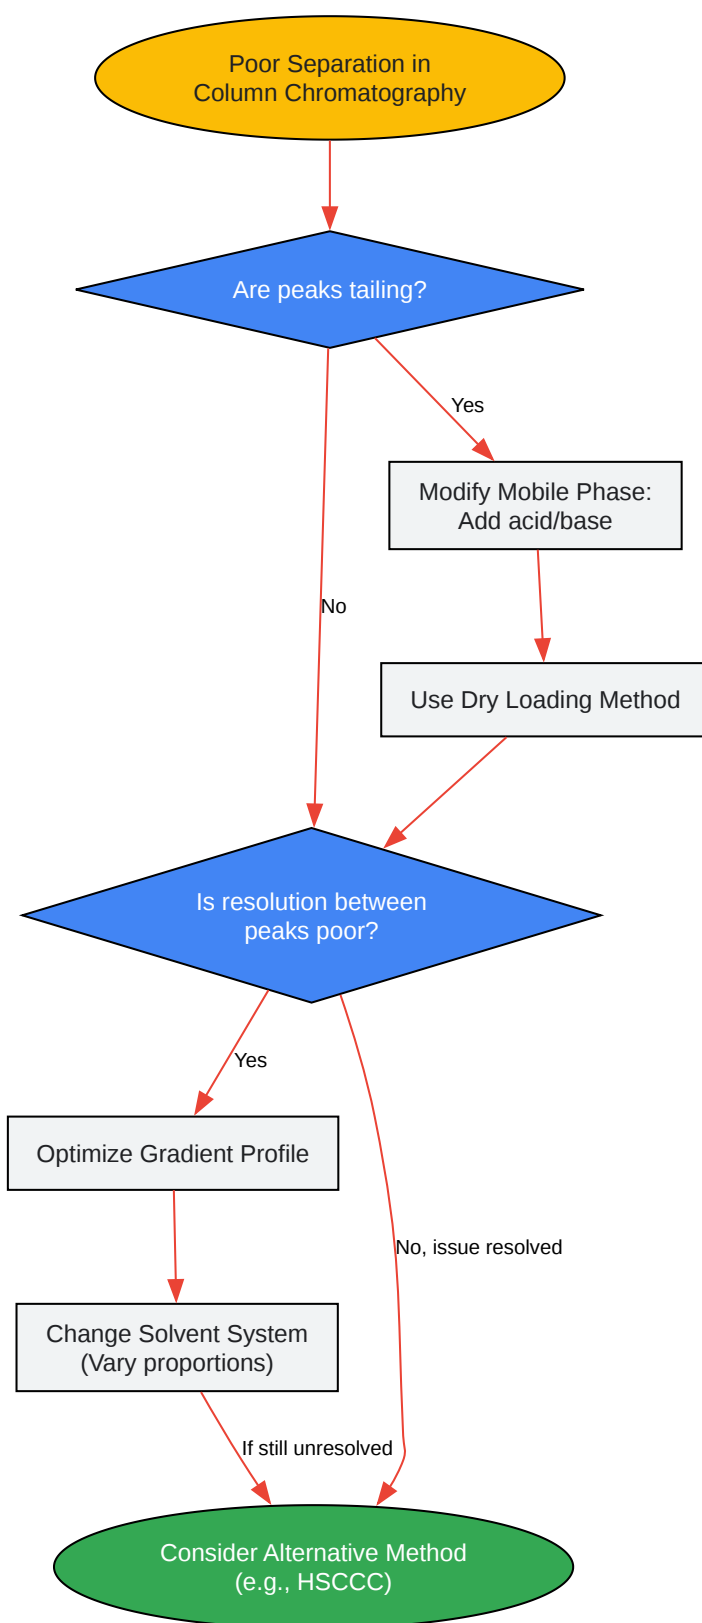 Poor Separation in
Column Chromatography
Are peaks tailing?
Yes
Modify Mobile Phase:
Add acid/base
No
Use Dry Loading Method
Is resolution between
peaks poor?
Yes
Optimize Gradient Profile
No, issue resolved
Change Solvent System
(Vary proportions)
If still unresolved
Consider Alternative Method
(e.g., HSCCC)